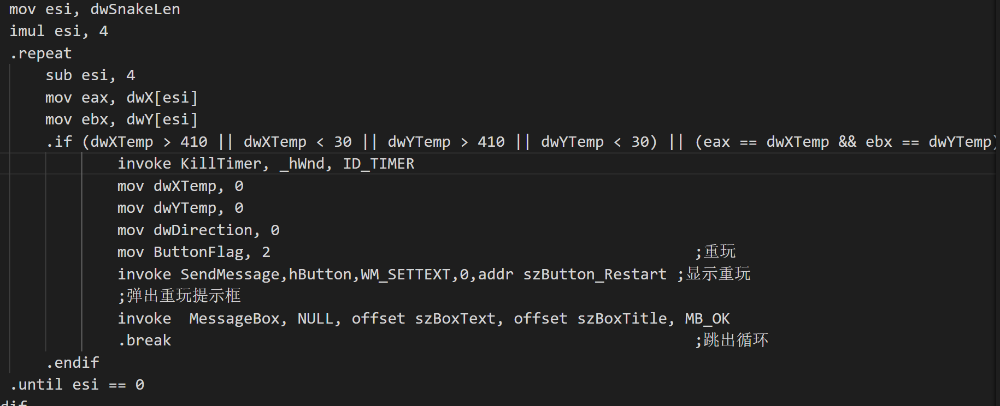 mov esi, dwSnakeLen
imul esi, 4
.repeat
sub esi, 4
mov eax, dwX[esi]
mov ebx, dwY[esi]
.if (dwXTemp > 410 || dwXTemp < 30 || dwYTemp > 410 || dwYTemp < 30) || (eax == dwXTemp && ebx == dwYTemp)
invoke KillTimer, _hWnd, ID_TIMER
mov dwXTemp, 0
mov dwYTemp, 0
mov dwDirection, 0
mov ButtonFlag, 2 ;重玩
invoke SendMessage,hButton,WM_SETTEXT,0,addr szButton_Restart ;显示重玩
;弹出重玩提示框
invoke  MessageBox, NULL, offset szBoxText, offset szBoxTitle, MB_OK
.break ;跳出循环
.endif
.until esi == 0